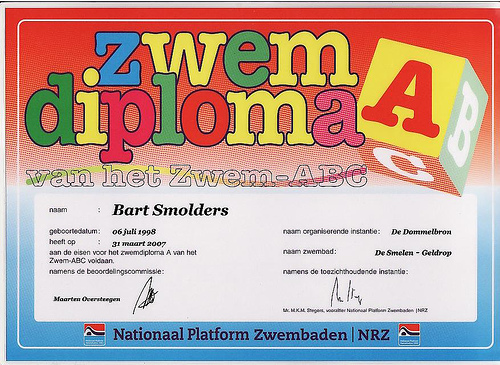 zwem
diploma
A
B
C
van het Zwem-ABC
naam : Bart Smolders
geboortedatum: 06 juli 1998
heeft op : 31 maart 2007
aan de eisen voor het zwemdiploma A van het
Zwem-ABC voldaan.
namens de beoordelingscommissie:
Maarten Oversteegen
naam organiserende instantie: De Dommelbron
naam zwembad: De Smelen - Geldrop
namens de toezichthoudende instantie:
Mr. M.K.M. Stegers, voorzitter Nationaal Platform Zwembaden | NRZ
Nationaal Platform Zwembaden | NRZ